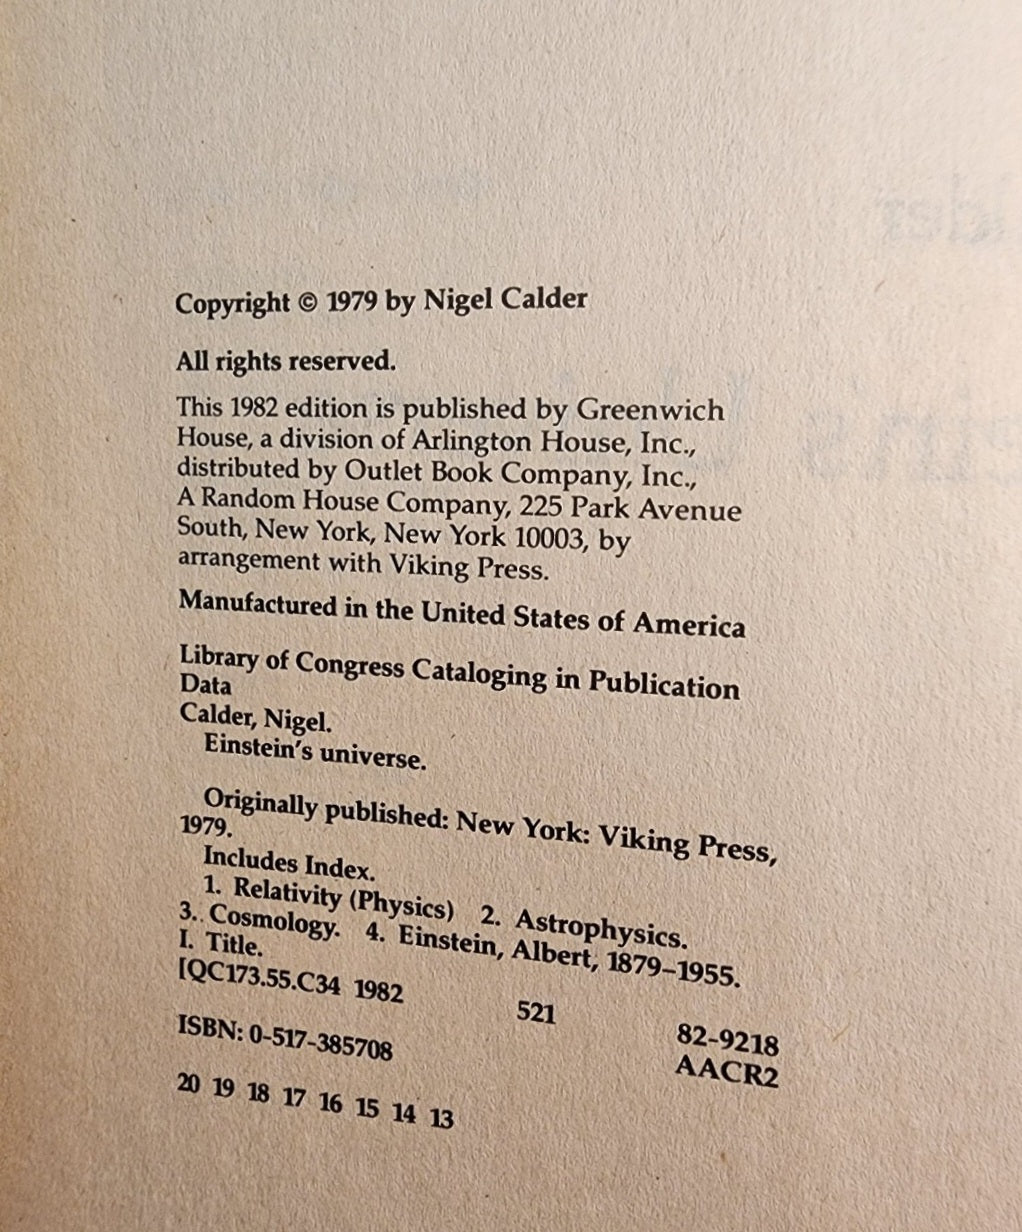 Copyright © 1979 by Nigel Calder
All rights reserved.
This 1982 edition is published by Greenwich
House, a division of Arlington House, Inc.,
distributed by Outlet Book Company, Inc.,
A Random House Company, 225 Park Avenue
South, New York, New York 10003, by
arrangement with Viking Press.
Manufactured in the United States of America
Library of Congress Cataloging in Publication
Data
Calder, Nigel.
Einstein's universe.
Originally published: New York: Viking Press,
1979.
Includes Index.
1. Relativity (Physics) 2. Astrophysics.
3. Cosmology. 4. Einstein, Albert, 1879–1955.
I. Title.
[QC173.55.C34 1982 521 82-9218
AACR2
ISBN: 0-517-385708
20 19 18 17 16 15 14 13